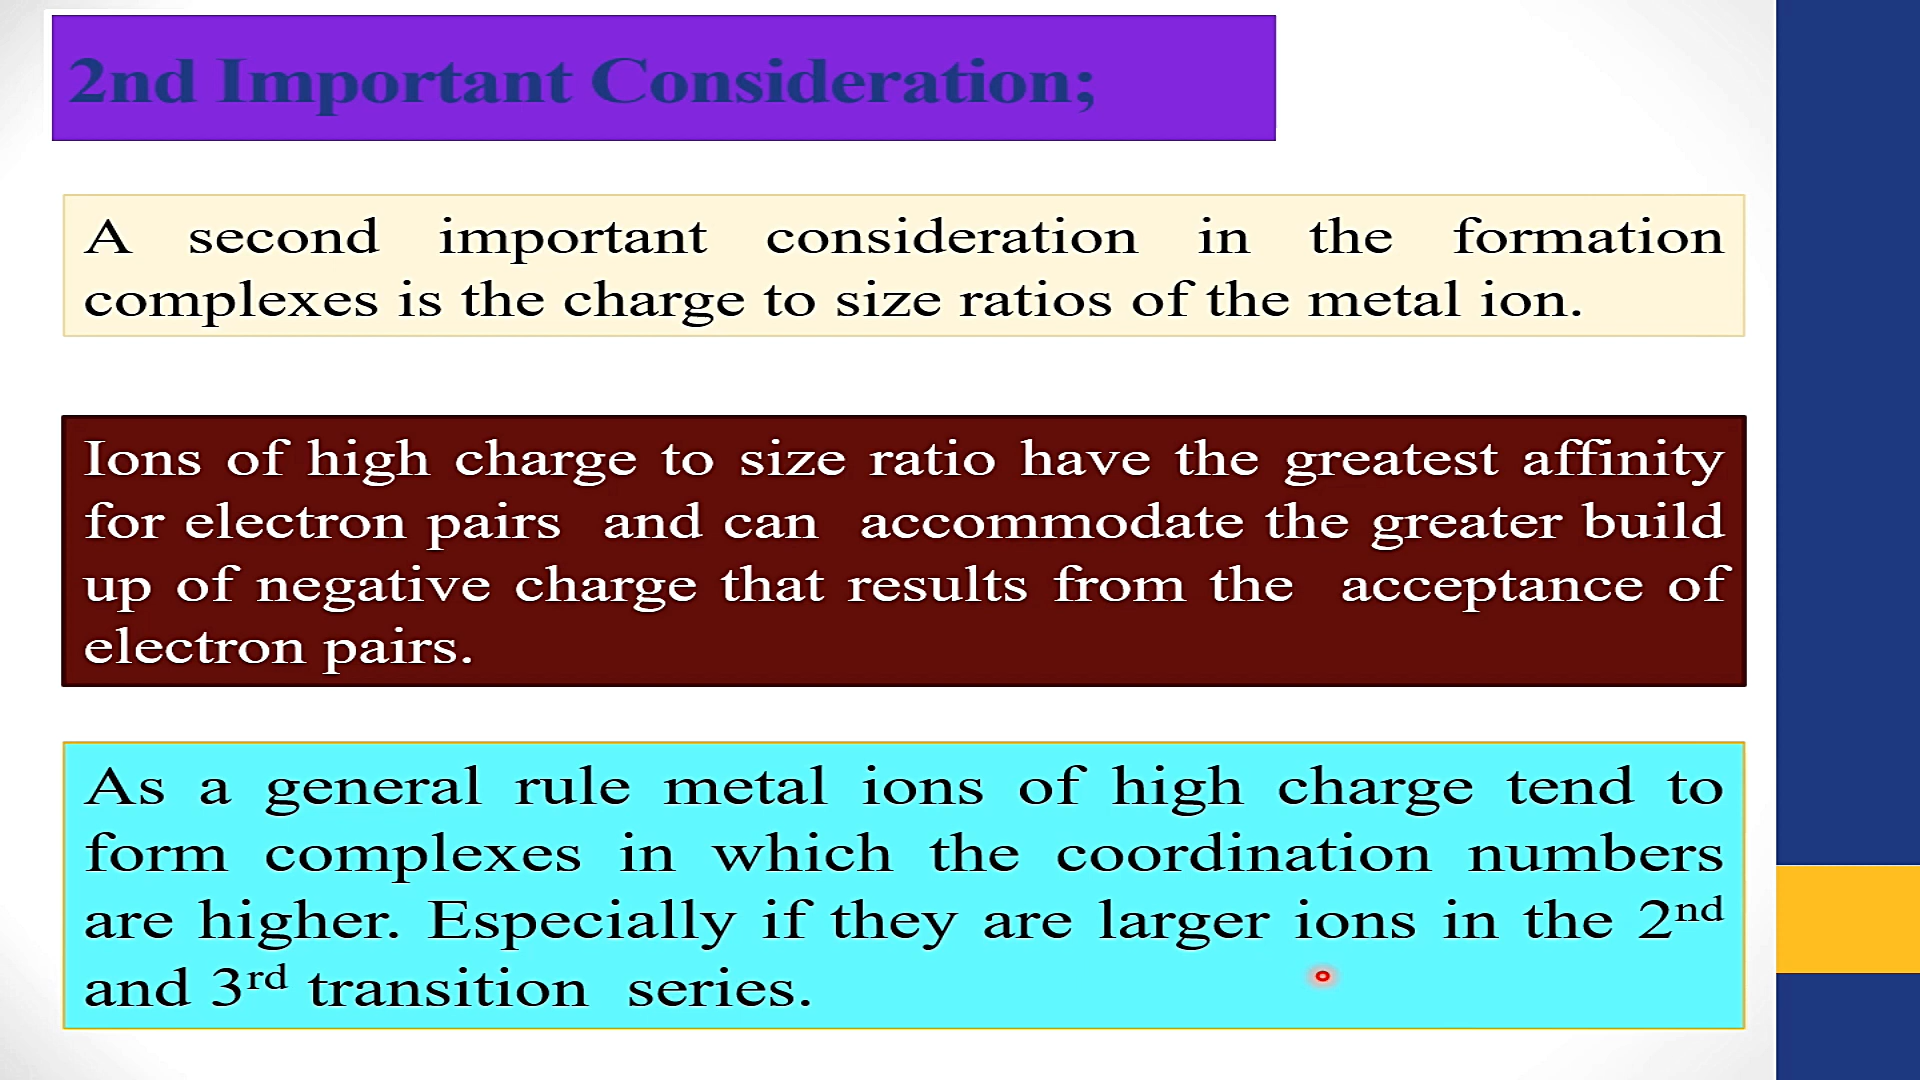 2nd Important Consideration;
A second important consideration in the formation
complexes is the charge to size ratios of the metal ion.
Ions of high charge to size ratio have the greatest affinity
for electron pairs and can accommodate the greater build
up of negative charge that results from the acceptance of
electron pairs.
As a general rule metal ions of high charge tend to
form complexes in which the coordination numbers
are higher. Especially if they are larger ions in the 2nd
and 3rd transition series.